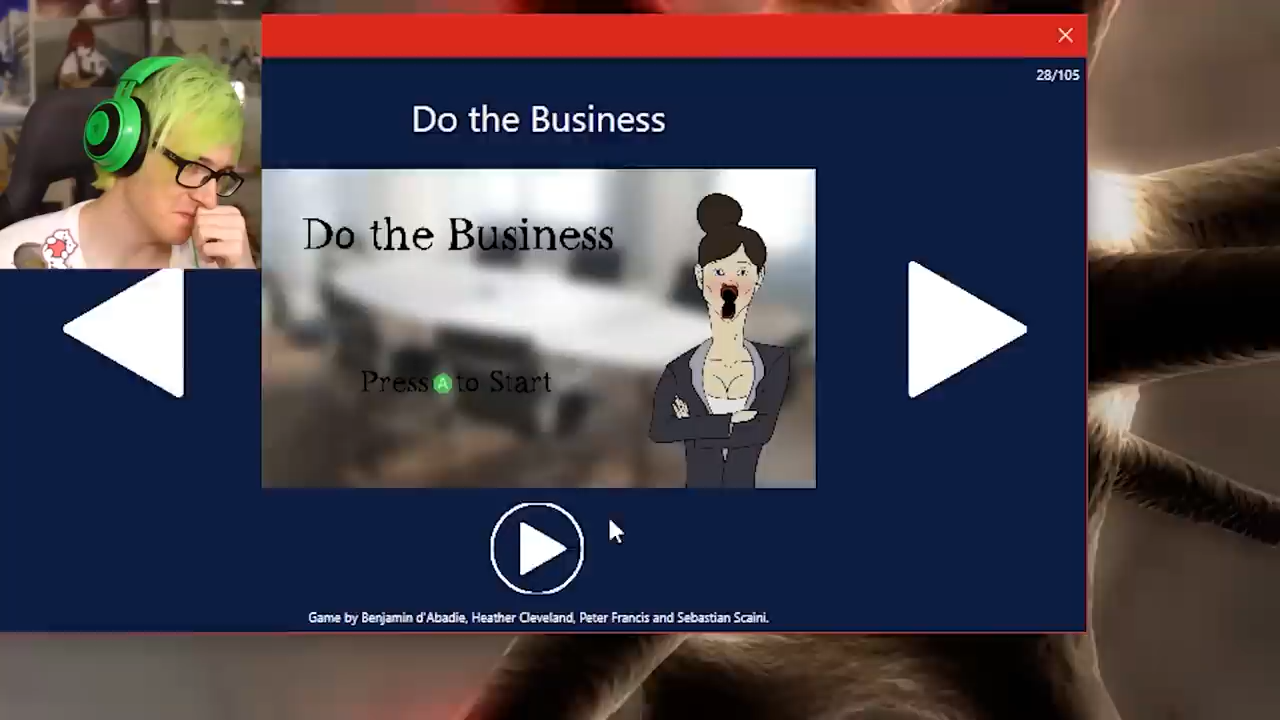 28/105
Do the Business
Do the Business
Press A to Start
Game by Benjamin d'Abadie, Heather Cleveland, Peter Francis and Sebastian Scaini.